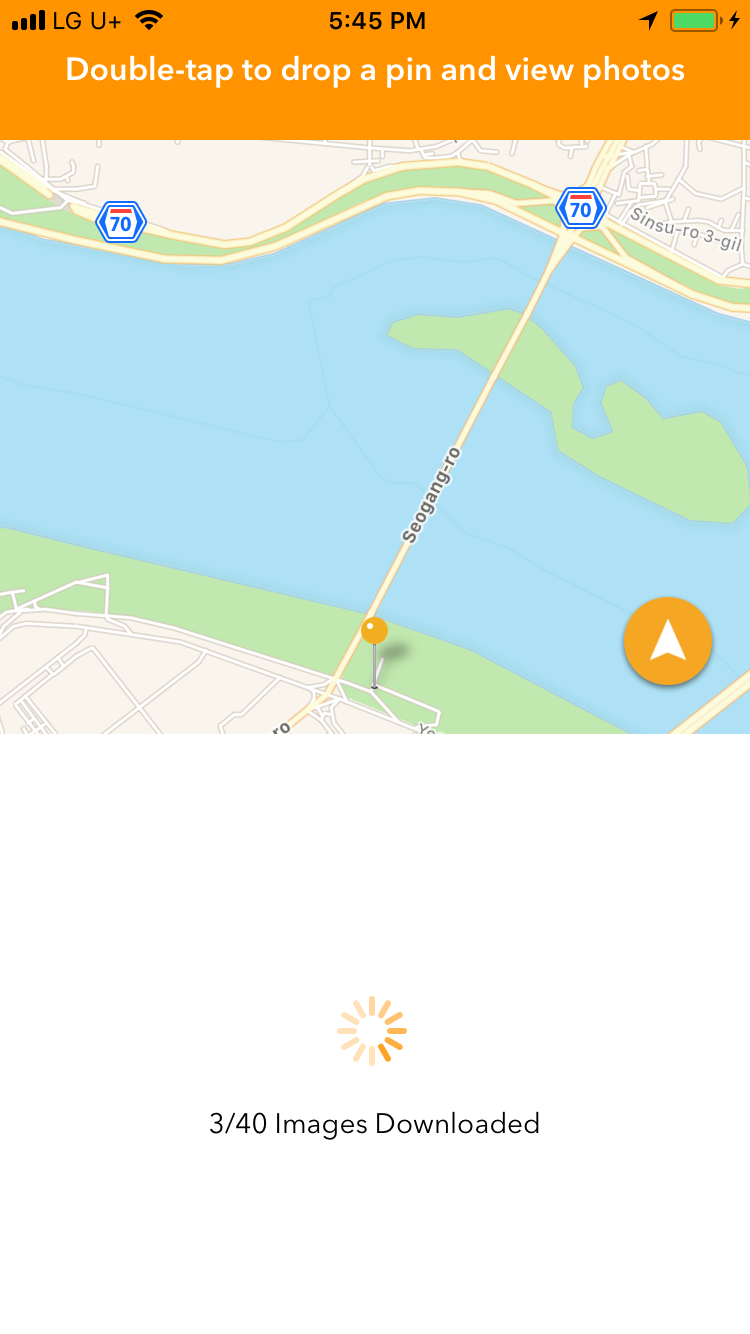 LG U+ 5:45 PM
Double-tap to drop a pin and view photos
70
70
Sinsu-ro 3-gil
Seogang-ro
ro
3/40 Images Downloaded